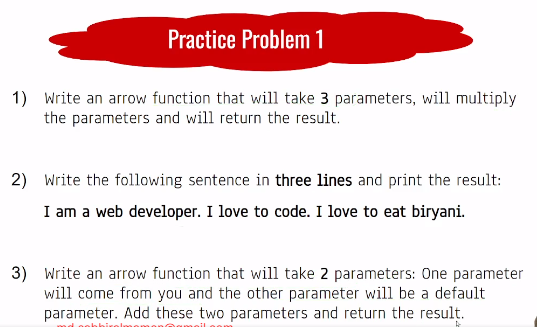 Practice Problem 1
1) Write an arrow function that will take 3 parameters, will multiply
the parameters and will return the result.
2) Write the following sentence in three lines and print the result:
I am a web developer. I love to code. I love to eat biryani.
3) Write an arrow function that will take 2 parameters: One parameter
will come from you and the other parameter will be a default
parameter. Add these two parameters and return the result.